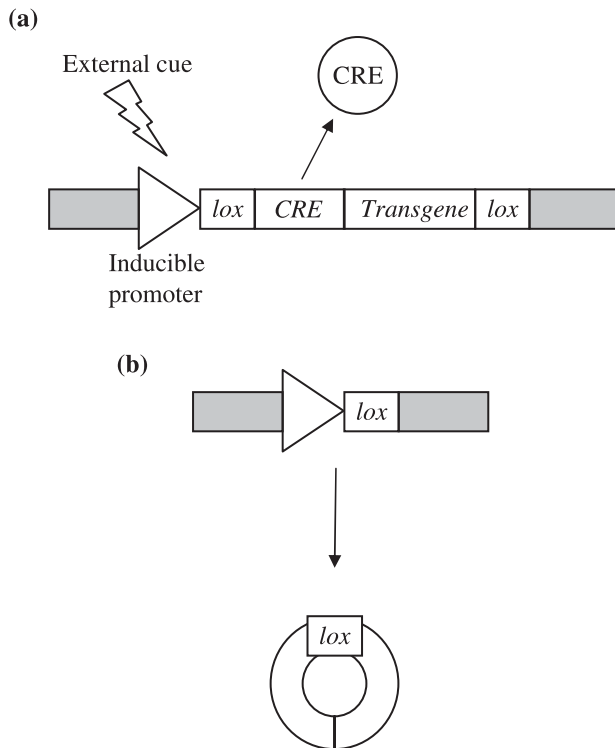 (a)
External cue
CRE
lox CRE Transgene lox
Inducible
promoter
(b)
lox
lox